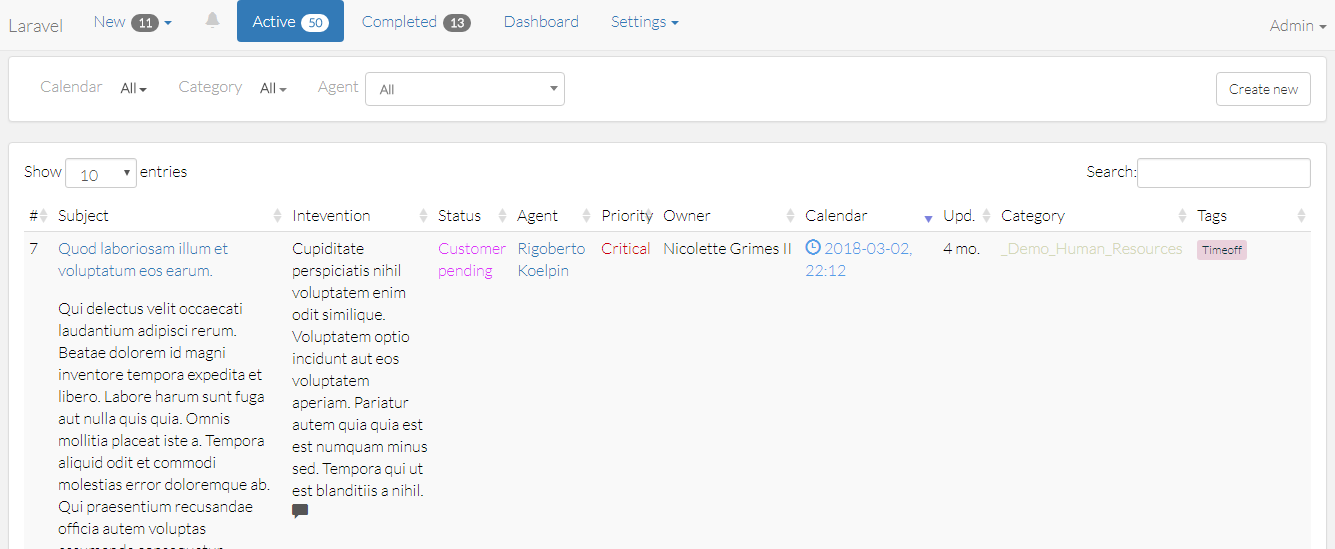 Laravel New 11 Active 50 Completed 13 Dashboard Settings Admin
Calendar All Category All Agent All Create new
Show 10 entries Search:
# Subject Intevention Status Agent Priority Owner Calendar Upd. Category Tags
7
Quod laboriosam illum et
voluptatum eos earum.
Qui delectus velit occaecati
laudantium adipisci rerum.
Beatae dolorem id magni
inventore tempora expedita et
libero. Labore harum sunt fuga
aut nulla quis quia. Omnis
mollitia placeat iste a. Tempora
aliquid odit et commodi
molestias error doloremque ab.
Qui praesentium recusandae
officia autem voluptas
Cupiditate
perspiciatis nihil
voluptatem enim
odit similique.
Voluptatem optio
incidunt aut eos
voluptatem
aperiam. Pariatur
autem quia quia est
est numquam minus
sed. Tempora qui ut
est blanditiis a nihil.
Customer
pending
Rigoberto
Koelpin
Critical
Nicolette Grimes II
2018-03-02,
22:12
4 mo.
_Demo_Human_Resources
Timeoff